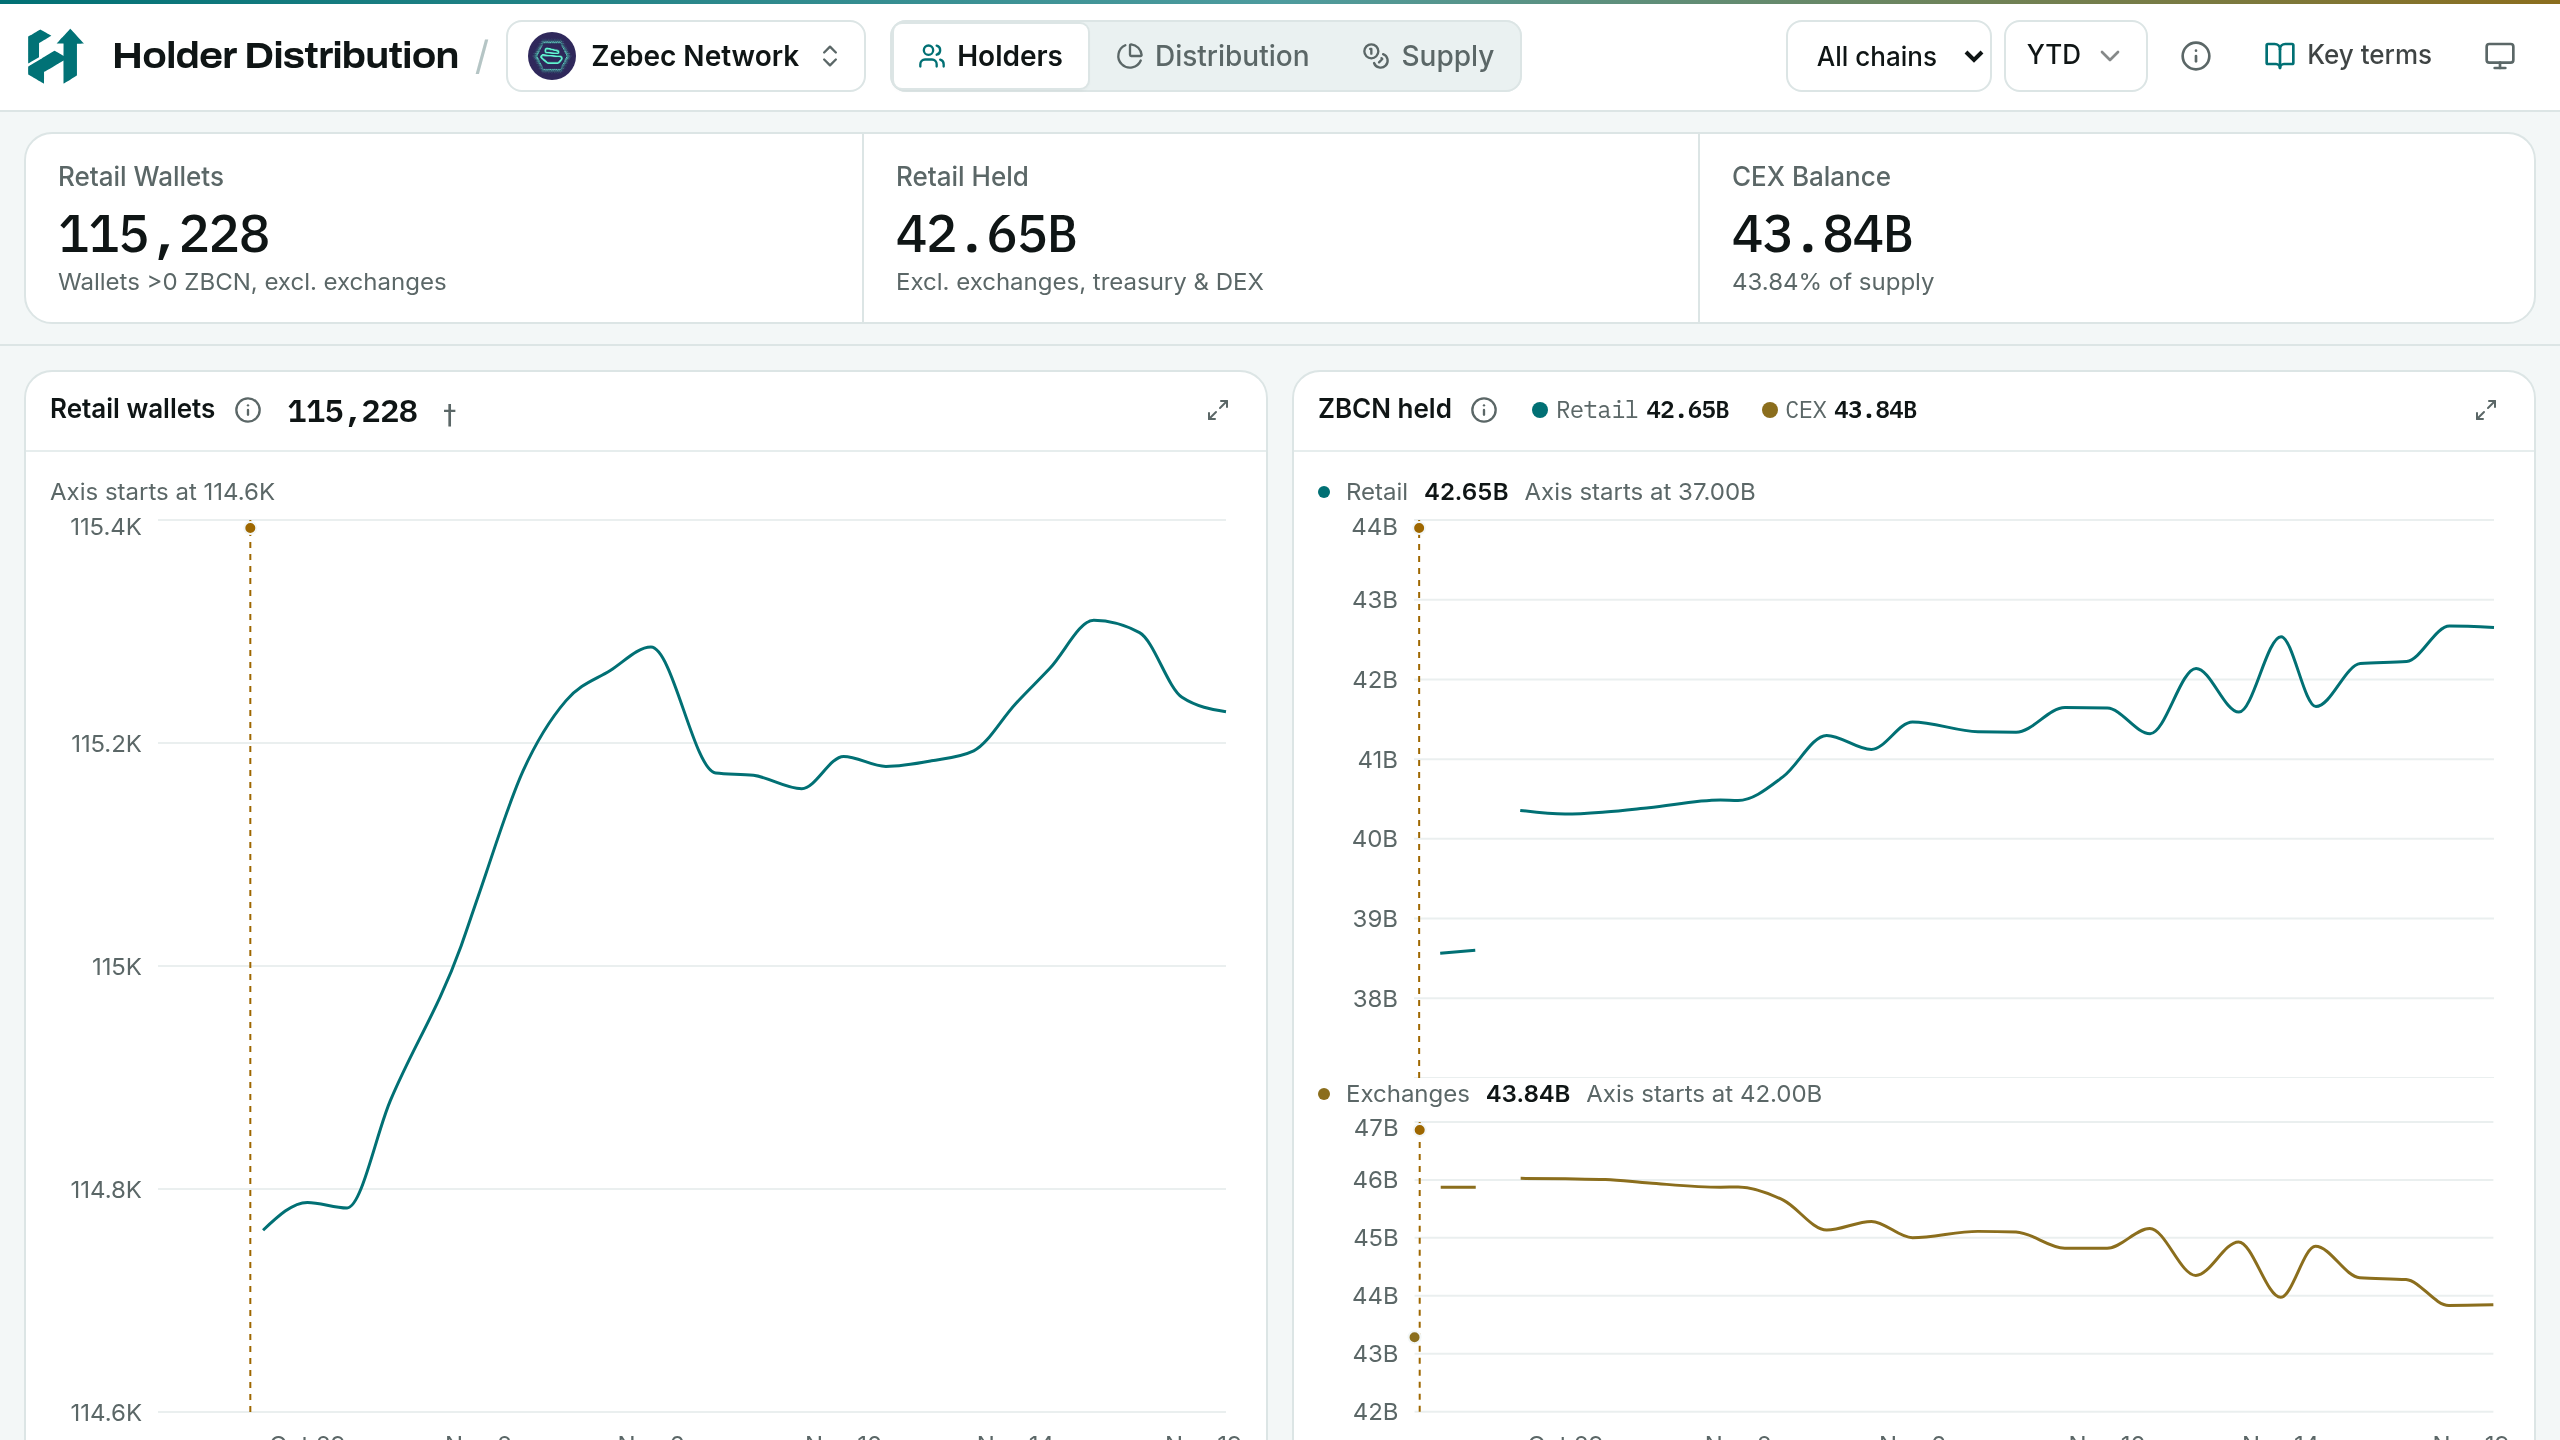 Holder Distribution / Zebec Network Holders Distribution Supply All chains YTD Key terms
Retail Wallets
115,228
Wallets >0 ZBCN, excl. exchanges
Retail Held
42.65B
Excl. exchanges, treasury & DEX
CEX Balance
43.84B
43.84% of supply
Retail wallets 115,228 †
Axis starts at 114.6K
115.4K
115.2K
115K
114.8K
114.6K
ZBCN held Retail 42.65B CEX 43.84B
Retail 42.65B Axis starts at 37.00B
44B
43B
42B
41B
40B
39B
38B
Exchanges 43.84B Axis starts at 42.00B
47B
46B
45B
44B
43B
42B